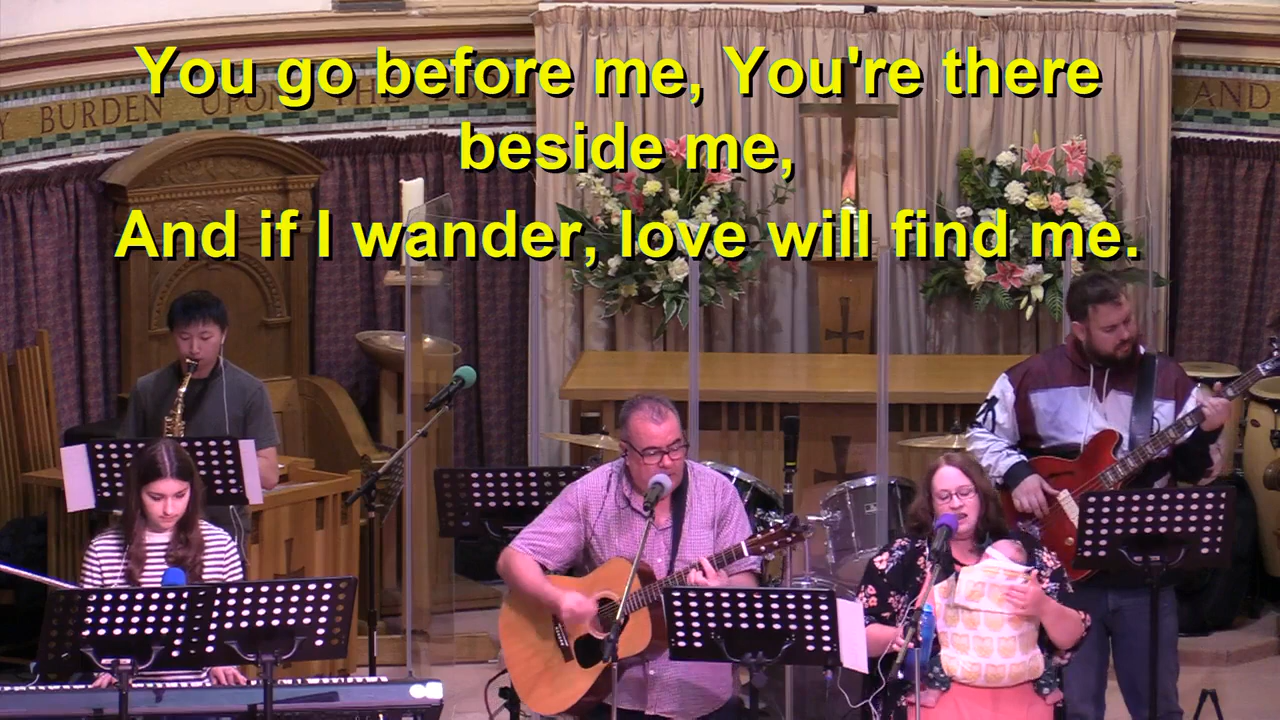 You go before me, You're there
beside me,
And if I wander, love will find me.
BURDEN UPON THE
AND